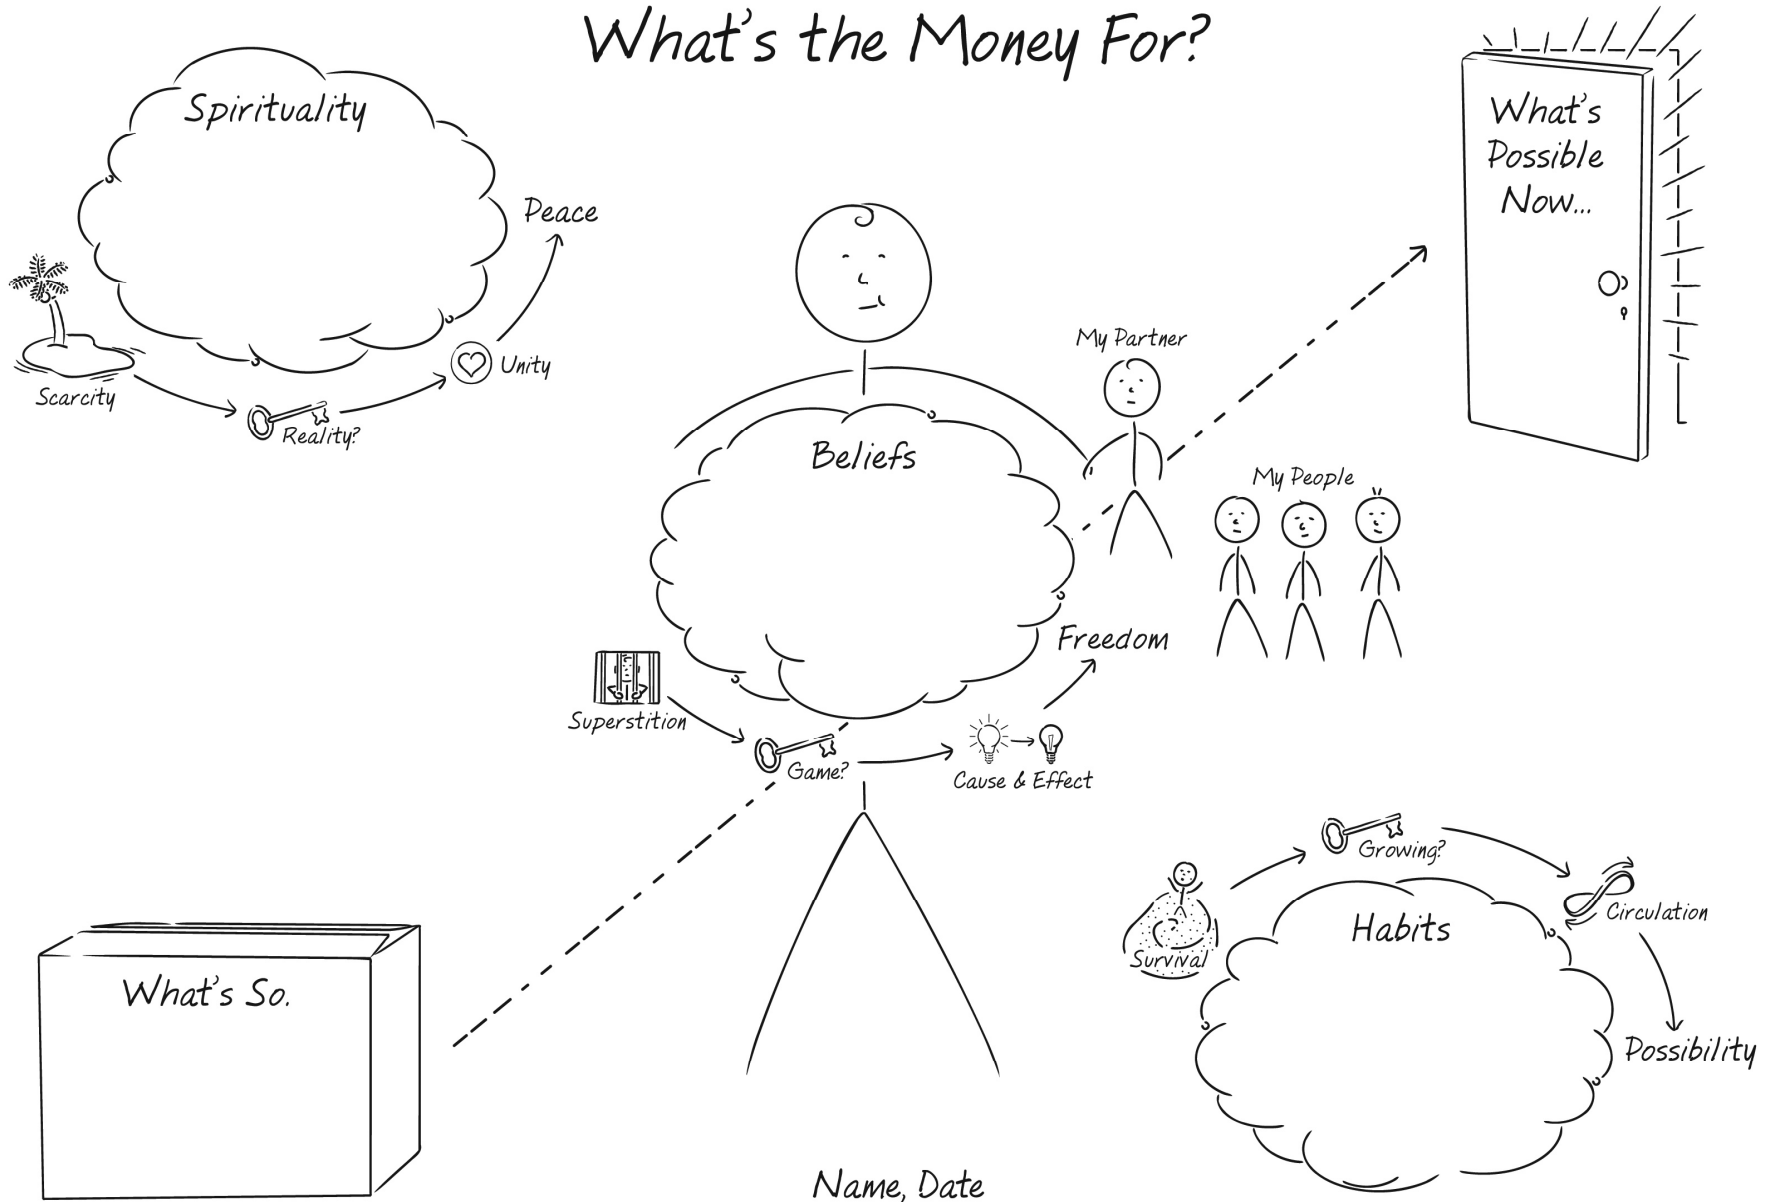 What's the Money For?
Spirituality
Peace
Scarcity
Reality?
Unity
What's
Possible
Now...
My Partner
My People
Beliefs
Superstition
Game?
Cause & Effect
Freedom
What's So.
Survival
Growing?
Circulation
Habits
Possibility
Name, Date